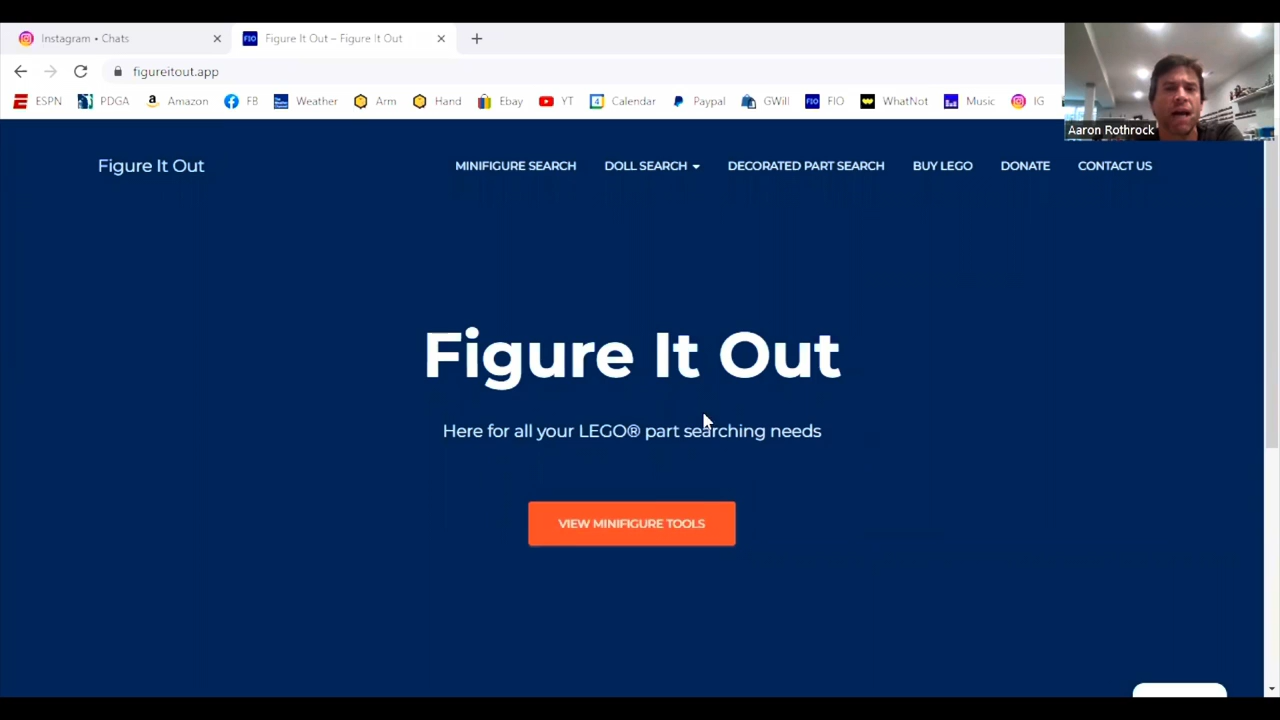 Instagram • Chats
FIO Figure It Out – Figure It Out
figureitout.app
ESPN PDGA Amazon FB Weather Arm Hand Ebay YT 4 Calendar Paypal GWill FIO FIO WhatNot Music IG
Aaron Rothrock
Figure It Out MINIFIGURE SEARCH DOLL SEARCH DECORATED PART SEARCH BUY LEGO DONATE CONTACT US
Figure It Out
Here for all your LEGO® part searching needs
VIEW MINIFIGURE TOOLS